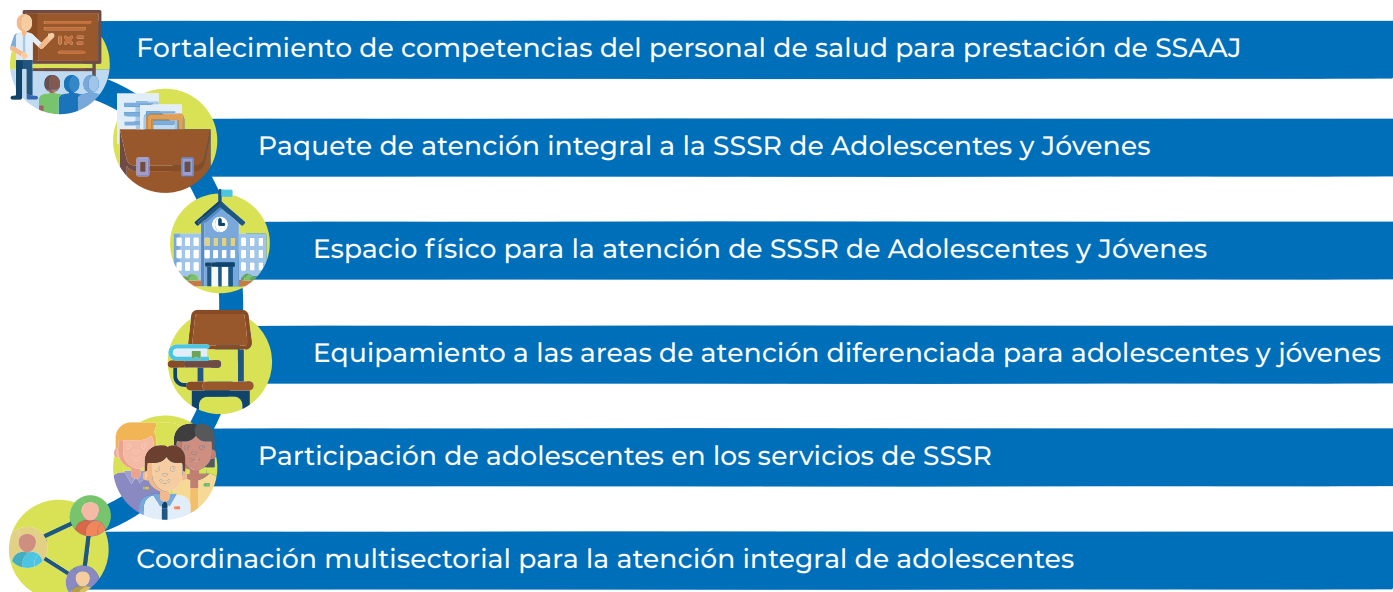 Fortalecimiento de competencias del personal de salud para prestación de SSAAJ
Paquete de atención integral a la SSSR de Adolescentes y Jóvenes
Espacio físico para la atención de SSSR de Adolescentes y Jóvenes
Equipamiento a las areas de atención diferenciada para adolescentes y jóvenes
Participación de adolescentes en los servicios de SSSR
Coordinación multisectorial para la atención integral de adolescentes